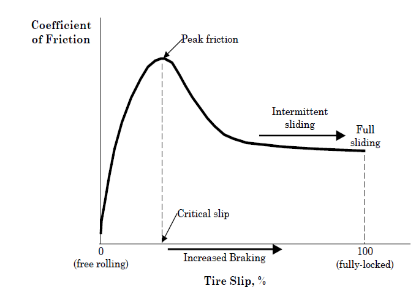 Coefficient
of Friction
Peak friction
Intermittent
sliding
Full
sliding
Critical slip
0
(free rolling)
Increased Braking
100
(fully-locked)
Tire Slip, %